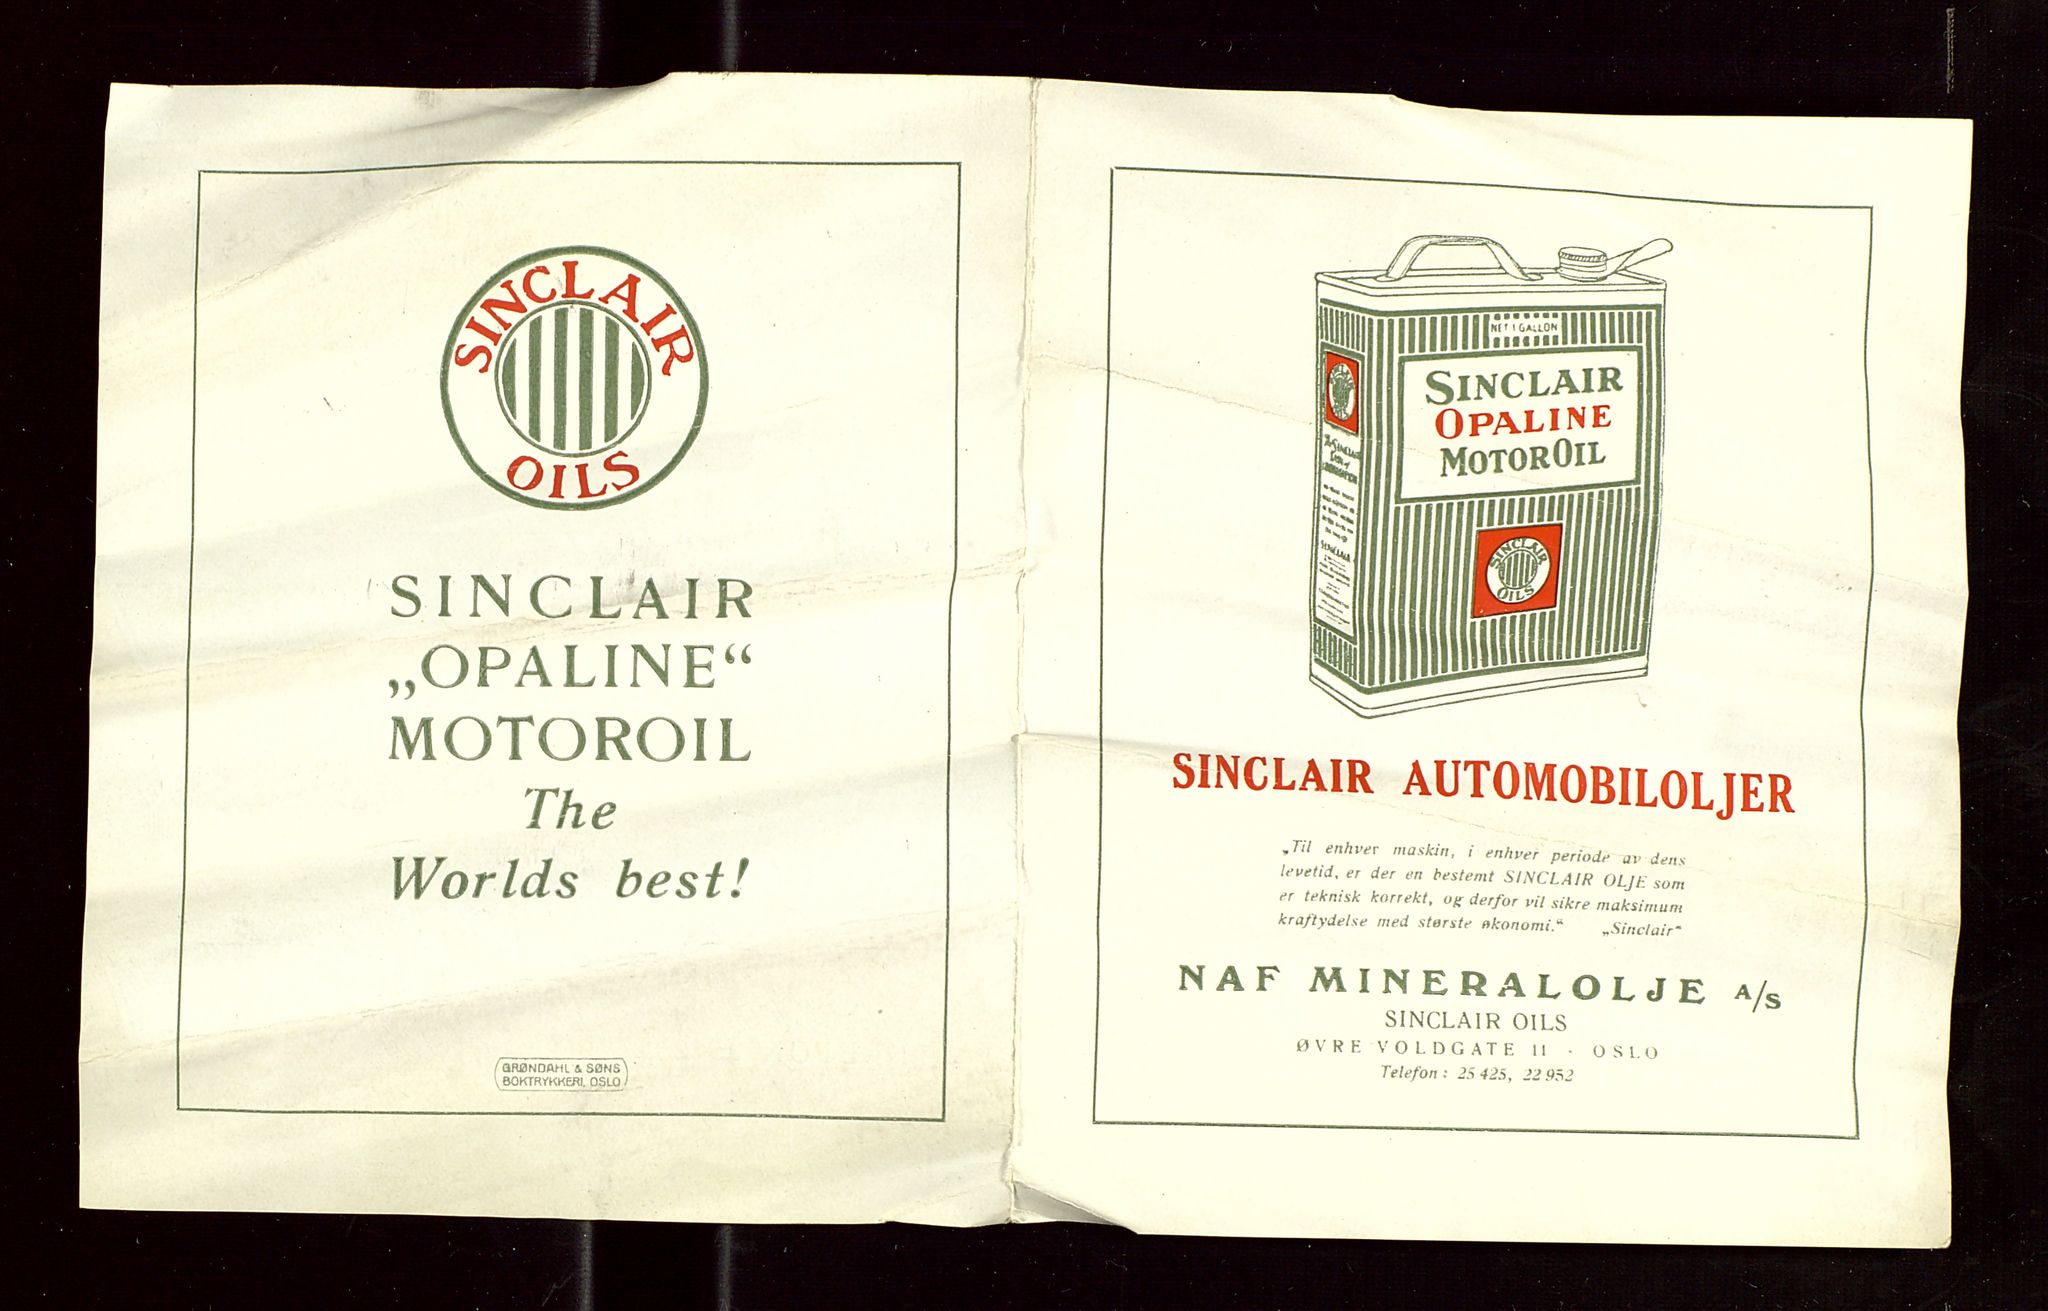 SINCLAIR
OILS
SINCLAIR
„OPALINE“
MOTOROIL
The
Worlds best!
GRØNDAHL & SØNS
BOKTRYKKERI, OSLO
NET 1 GALLON
SINCLAIR
OPALINE
MOTOROIL
SINCLAIR
OILS
SINCLAIR AUTOMOBILOLJER
„Til enhver maskin, i enhver periode av dens
levetid, er der en bestemt SINCLAIR OLJE som
er teknisk korrekt, og derfor vil sikre maksimum
kraftydelse med største økonomi.“ „Sinclair“
NAF MINERALOLJE A/S
SINCLAIR OILS
ØVRE VOLDGATE 11 · OSLO
Telefon: 25 425, 22 952